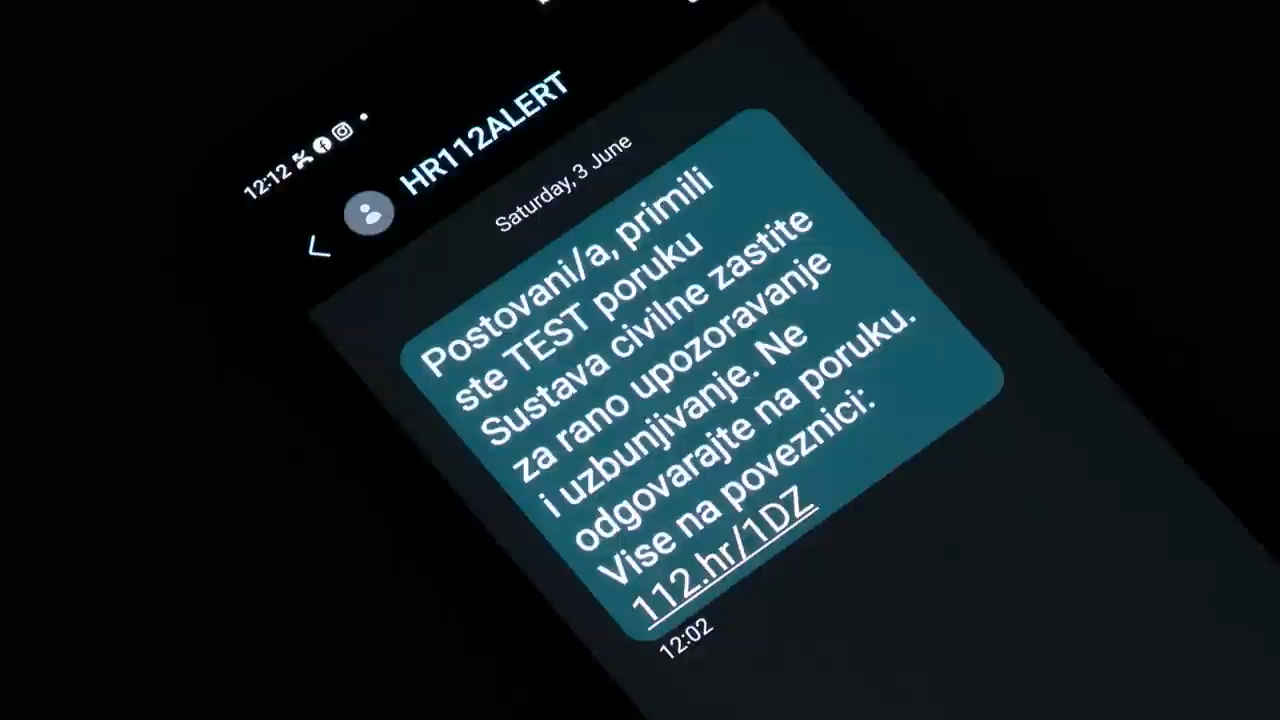 12:12
HR112ALERT
Saturday, 3 June
Postovani/a, primili
ste TEST poruku
Sustava civilne zastite
za rano upozoravanje
i uzbunjivanje. Ne
odgovarajte na poruku.
Vise na poveznici:
112.hr/1DZ
12:02